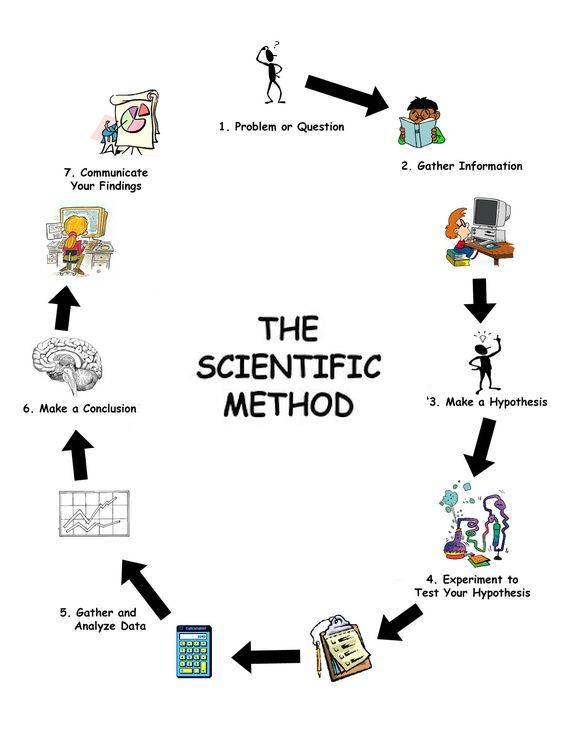 THE
SCIENTIFIC
METHOD
1. Problem or Question
2. Gather Information
'3. Make a Hypothesis
4. Experiment to
Test Your Hypothesis
5. Gather and
Analyze Data
6. Make a Conclusion
7. Communicate
Your Findings